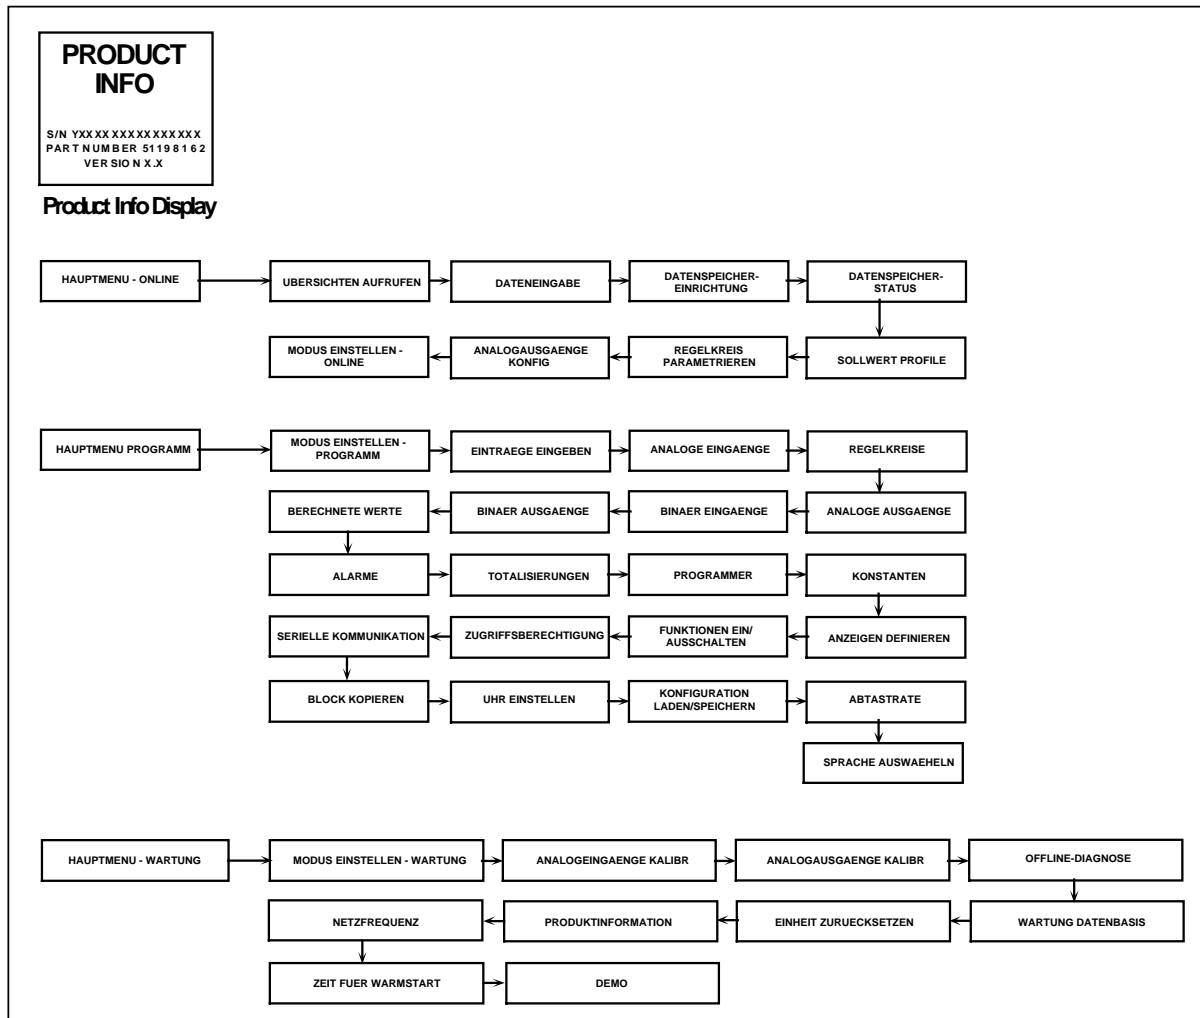 PRODUCT
INFO
S/N YXXXXXXXXXXXXXXXX
PART NUMBER 51198162
VERSION X.X
Product Info Display
HAUPTMENU - ONLINE
UBERSICHTEN AUFRUFEN
DATENEINGABE
DATENSPEICHER-
EINRICHTUNG
DATENSPEICHER-
STATUS
MODUS EINSTELLEN -
ONLINE
ANALOGAUSGAENGE
KONFIG
REGELKREIS
PARAMETRIEREN
SOLLWERT PROFILE
HAUPTMENU PROGRAMM
MODUS EINSTELLEN -
PROGRAMM
EINTRAEGE EINGEBEN
ANALOGE EINGAENGE
REGELKREISE
BERECHNETE WERTE
BINAER AUSGAENGE
BINAER EINGAENGE
ANALOGE AUSGAENGE
ALARME
TOTALISIERUNGEN
PROGRAMMER
KONSTANTEN
SERIELLE KOMMUNIKATION
ZUGRIFFSBERECHTIGUNG
FUNKTIONEN EIN/
AUSSCHALTEN
ANZEIGEN DEFINIEREN
BLOCK KOPIEREN
UHR EINSTELLEN
KONFIGURATION
LADEN/SPEICHERN
ABTASTRATE
SPRACHE AUSWAEHELN
HAUPTMENU - WARTUNG
MODUS EINSTELLEN - WARTUNG
ANALOGEINGAENGE KALIBR
ANALOGAUSGAENGE KALIBR
OFFLINE-DIAGNOSE
NETZFREQUENZ
PRODUKTINFORMATION
EINHEIT ZURUECKSETZEN
WARTUNG DATENBASIS
ZEIT FUER WARMSTART
DEMO